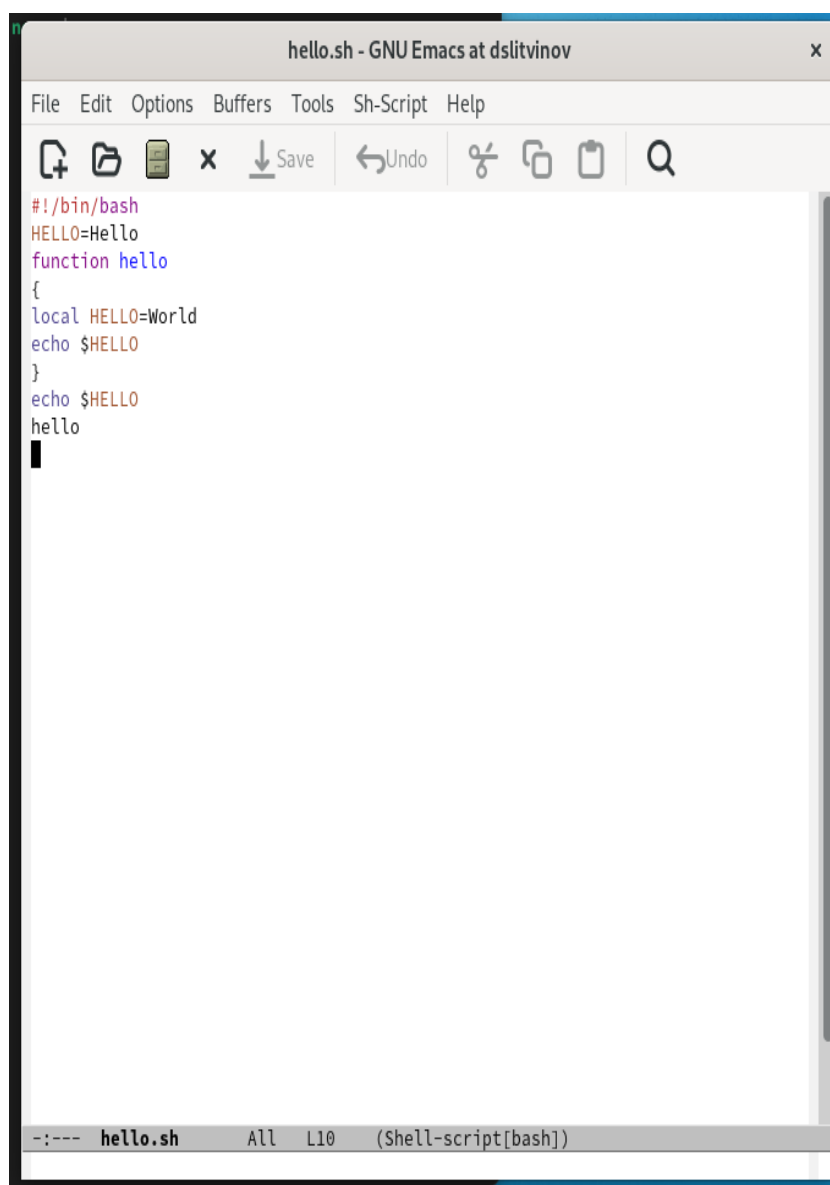 hello.sh - GNU Emacs at dslitvinov
File Edit Options Buffers Tools Sh-Script Help
Save Undo
#!/bin/bash
HELLO=Hello
function hello
{
local HELLO=World
echo $HELLO
}
echo $HELLO
hello
-:--- hello.sh All L10 (Shell-script[bash])